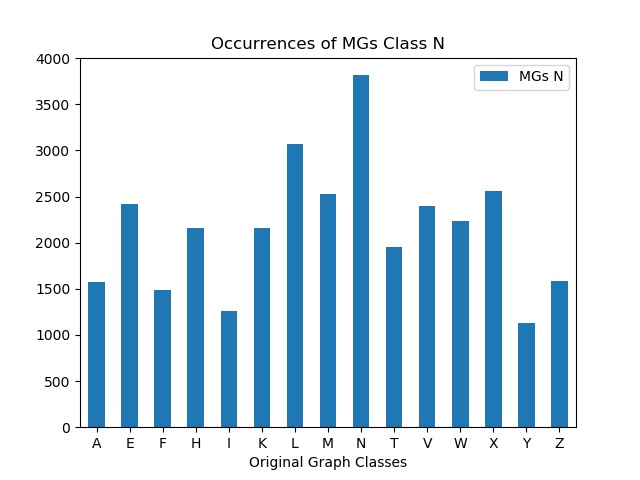 Occurrences of MGs Class N
MGs N
4000
3500
3000
2500
2000
1500
1000
500
0
A E F H I K L M N T V W X Y Z
Original Graph Classes